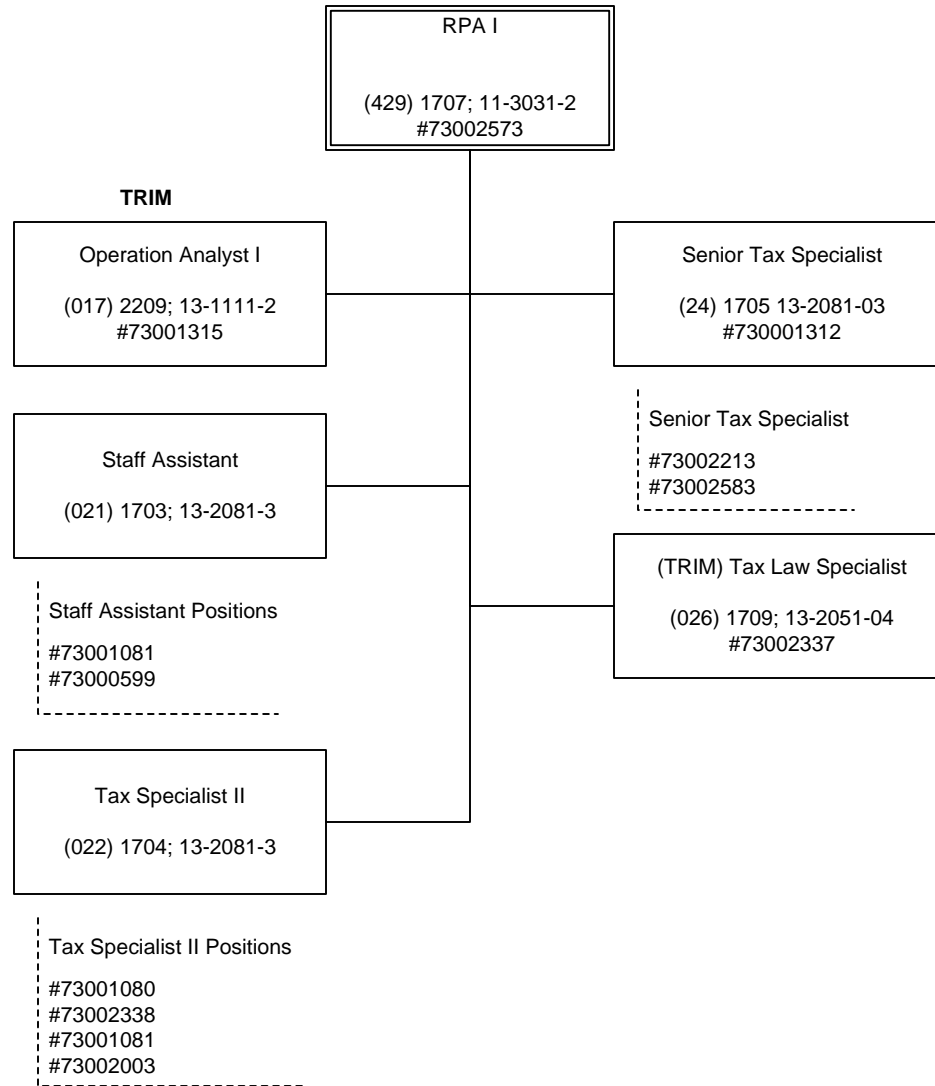 RPA I
(429) 1707; 11-3031-2
#73002573
TRIM
Operation Analyst I
(017) 2209; 13-1111-2
#73001315
Senior Tax Specialist
(24) 1705 13-2081-03
#730001312
Senior Tax Specialist
#73002213
#73002583
Staff Assistant
(021) 1703; 13-2081-3
Staff Assistant Positions
#73001081
#73000599
(TRIM) Tax Law Specialist
(026) 1709; 13-2051-04
#73002337
Tax Specialist II
(022) 1704; 13-2081-3
Tax Specialist II Positions
#73001080
#73002338
#73001081
#73002003